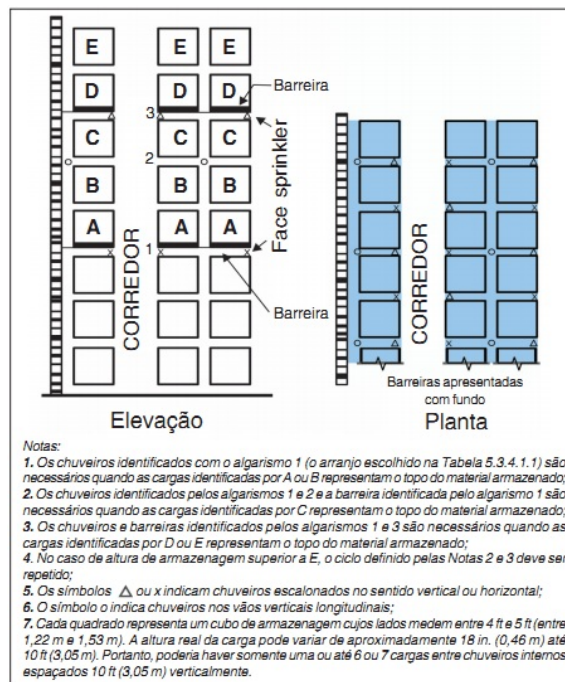 E E E
D D D
Barreira
3
C C C
2
B B B
Face sprinkler
A A A
1
CORREDOR
Barreira
Elevação
CORREDOR
Barreiras apresentadas
com fundo
Planta
Notas:
1. Os chuveiros identificados com o algarismo 1 (o arranjo escolhido na Tabela 5.3.4.1.1) são
necessários quando as cargas identificadas por A ou B representam o topo do material armazenado;
2. Os chuveiros identificados pelos algarismos 1 e 2 e a barreira identificada pelo algarismo 1 são
necessários quando as cargas identificadas por C representam o topo do material armazenado;
3. Os chuveiros e barreiras identificados pelos algarismos 1 e 3 são necessários quando as
cargas identificadas por D ou E representam o topo do material armazenado;
4. No caso de altura de armazenagem superior a E, o ciclo definido pelas Notas 2 e 3 deve ser
repetido;
5. Os símbolos △ ou x indicam chuveiros escalonados no sentido vertical ou horizontal;
6. O símbolo o indica chuveiros nos vãos verticais longitudinais;
7. Cada quadrado representa um cubo de armazenagem cujos lados medem entre 4 ft e 5 ft (entre
1,22 m e 1,53 m). A altura real da carga pode variar de aproximadamente 18 in. (0,46 m) até
10 ft (3,05 m). Portanto, poderia haver somente uma ou até 6 ou 7 cargas entre chuveiros internos
espaçados 10 ft (3,05 m) verticalmente.